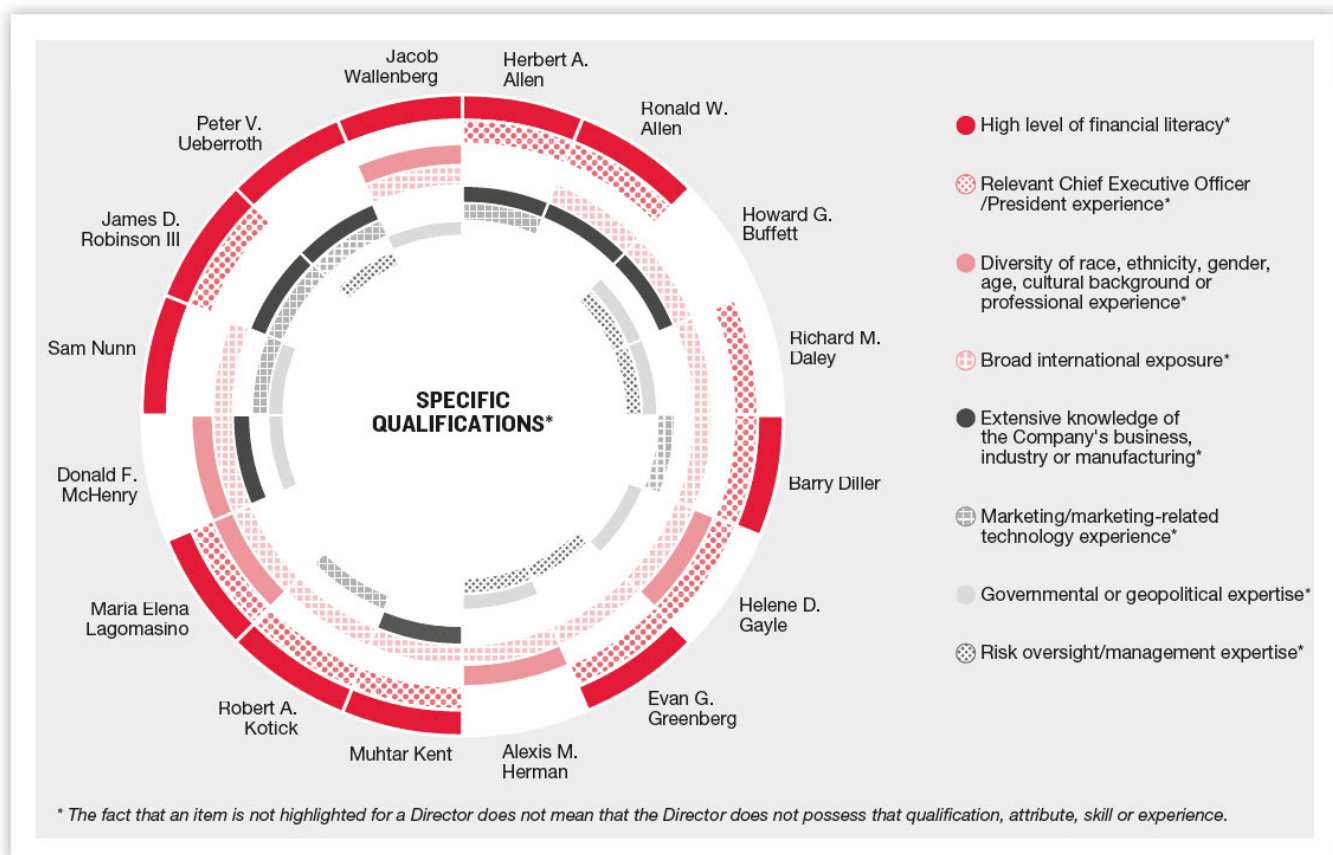 Jacob
Wallenberg
Herbert A.
Allen
Ronald W.
Allen
Howard G.
Buffett
Richard M.
Daley
Barry Diller
Helene D.
Gayle
Evan G.
Greenberg
Alexis M.
Herman
Muhtar Kent
Robert A.
Kotick
Maria Elena
Lagomasino
Donald F.
McHenry
Sam Nunn
James D.
Robinson III
Peter V.
Ueberroth
SPECIFIC
QUALIFICATIONS*
High level of financial literacy*
Relevant Chief Executive Officer
/President experience*
Diversity of race, ethnicity, gender,
age, cultural background or
professional experience*
Broad international exposure*
Extensive knowledge of
the Company's business,
industry or manufacturing*
Marketing/marketing-related
technology experience*
Governmental or geopolitical expertise*
Risk oversight/management expertise*
* The fact that an item is not highlighted for a Director does not mean that the Director does not possess that qualification, attribute, skill or experience.